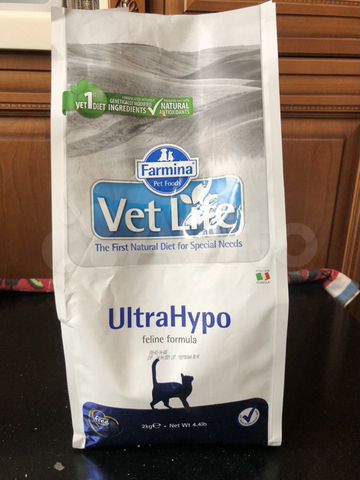 VET 1st DIET
GENETICALLY MODIFIED
INGREDIENTS
NATURAL
ANTIOXIDANTS
Farmina
Pet Foods
Vet Life
The First Natural Diet for Special Needs
UltraHypo
feline formula
2kg℮ • Net Wt 4.4lb